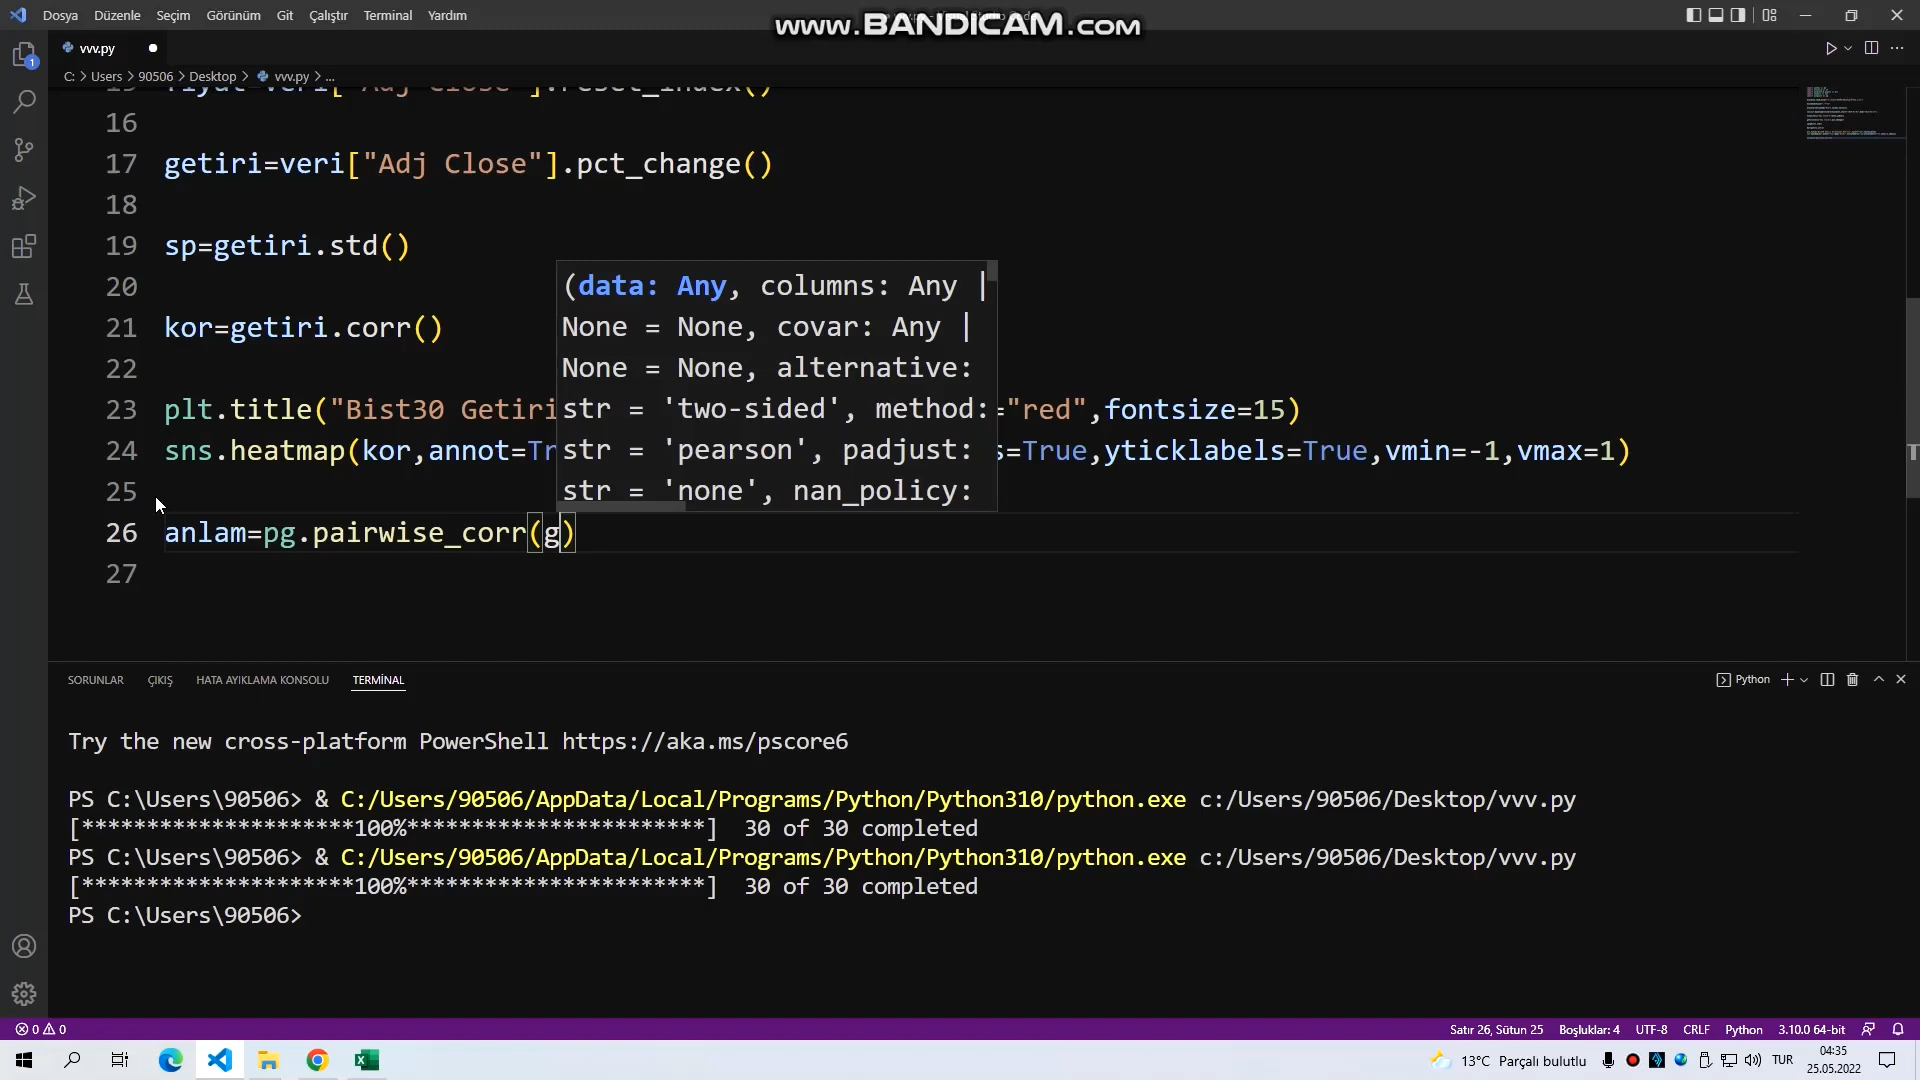 Dosya Düzenle Seçim Görünüm Git Çalıştır Terminal Yardım
www.BANDICAM.com
vvv.py
C: > Users > 90506 > Desktop > vvv.py > ...
15 fiyat=veri["Adj Close"].reset_index()
16
17 getiri=veri["Adj Close"].pct_change()
18
19 sp=getiri.std()
20
21 kor=getiri.corr()
22
23 plt.title("Bist30 Getiri ="red",fontsize=15)
24 sns.heatmap(kor,annot=Tr s=True,yticklabels=True,vmin=-1,vmax=1)
25
26 anlam=pg.pairwise_corr(g)
27
(data: Any, columns: Any |
None = None, covar: Any |
None = None, alternative:
str = 'two-sided', method:
str = 'pearson', padjust:
str = 'none', nan_policy:
SORUNLAR ÇIKIŞ HATA AYIKLAMA KONSOLU TERMİNAL
Python
Try the new cross-platform PowerShell https://aka.ms/pscore6
PS C:\Users\90506> & C:/Users/90506/AppData/Local/Programs/Python/Python310/python.exe c:/Users/90506/Desktop/vvv.py
[*********************100%***********************]  30 of 30 completed
PS C:\Users\90506> & C:/Users/90506/AppData/Local/Programs/Python/Python310/python.exe c:/Users/90506/Desktop/vvv.py
[*********************100%***********************]  30 of 30 completed
PS C:\Users\90506>
0 0 Satır 26, Sütun 25 Boşluklar: 4 UTF-8 CRLF Python 3.10.0 64-bit
13°C Parçalı bulutlu TUR 04:35
25.05.2022